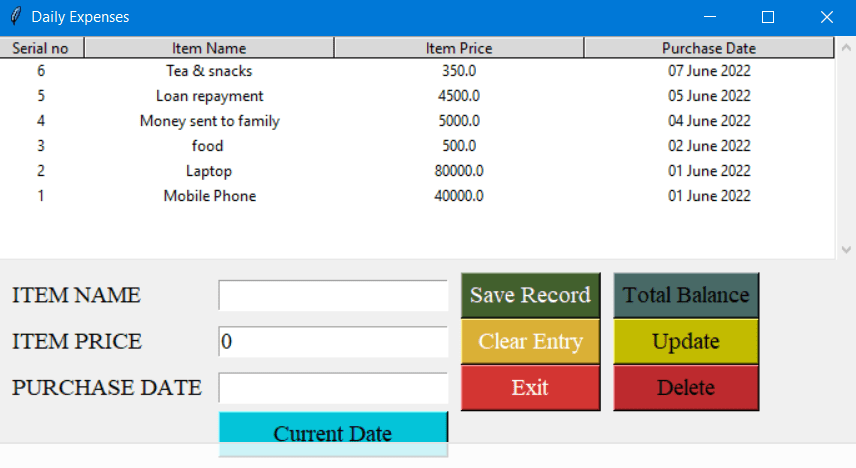 Daily Expenses
Serial no Item Name Item Price Purchase Date
6 Tea & snacks 350.0 07 June 2022
5 Loan repayment 4500.0 05 June 2022
4 Money sent to family 5000.0 04 June 2022
3 food 500.0 02 June 2022
2 Laptop 80000.0 01 June 2022
1 Mobile Phone 40000.0 01 June 2022
ITEM NAME Save Record Total Balance
ITEM PRICE 0 Clear Entry Update
PURCHASE DATE Exit Delete
Current Date